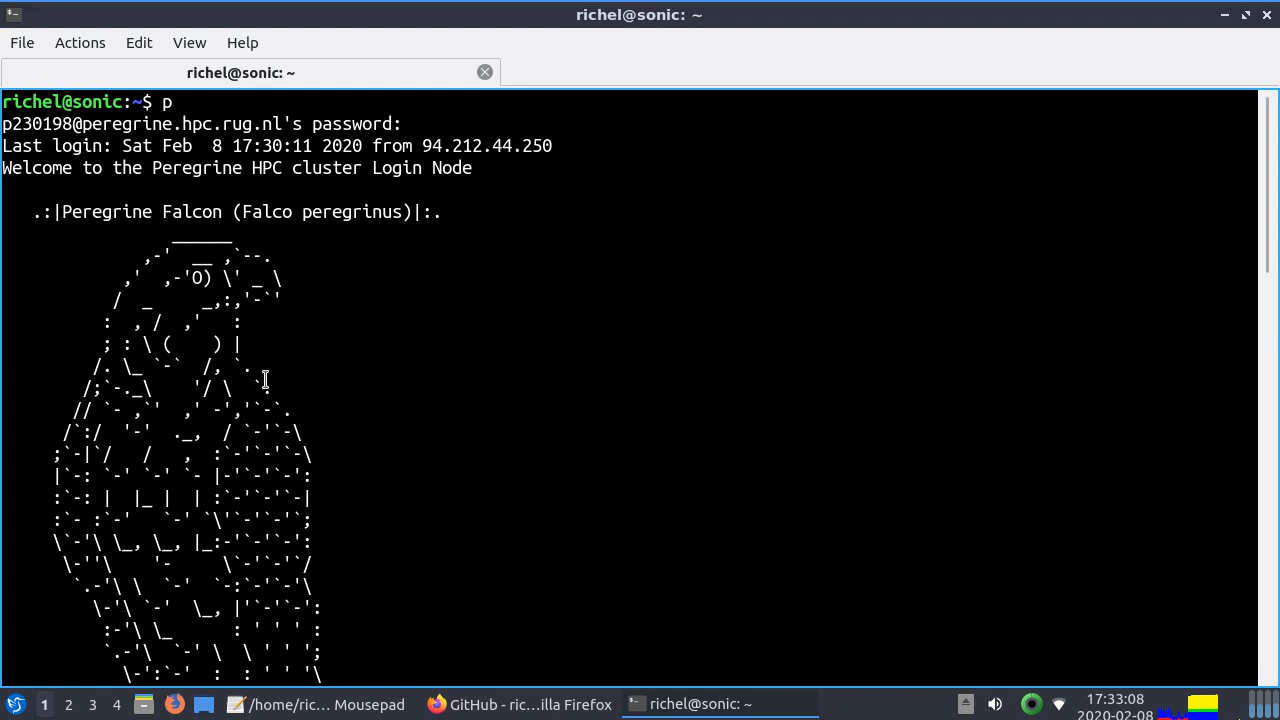 richel@sonic: ~
File Actions Edit View Help
richel@sonic: ~
richel@sonic:~$ p
p230198@peregrine.hpc.rug.nl's password:
Last login: Sat Feb  8 17:30:11 2020 from 94.212.44.250
Welcome to the Peregrine HPC cluster Login Node
.:|Peregrine Falcon (Falco peregrinus)|:.
1 2 3 4 /home/ric... Mousepad GitHub - ric...illa Firefox richel@sonic: ~ 17:33:08
2020-02-08